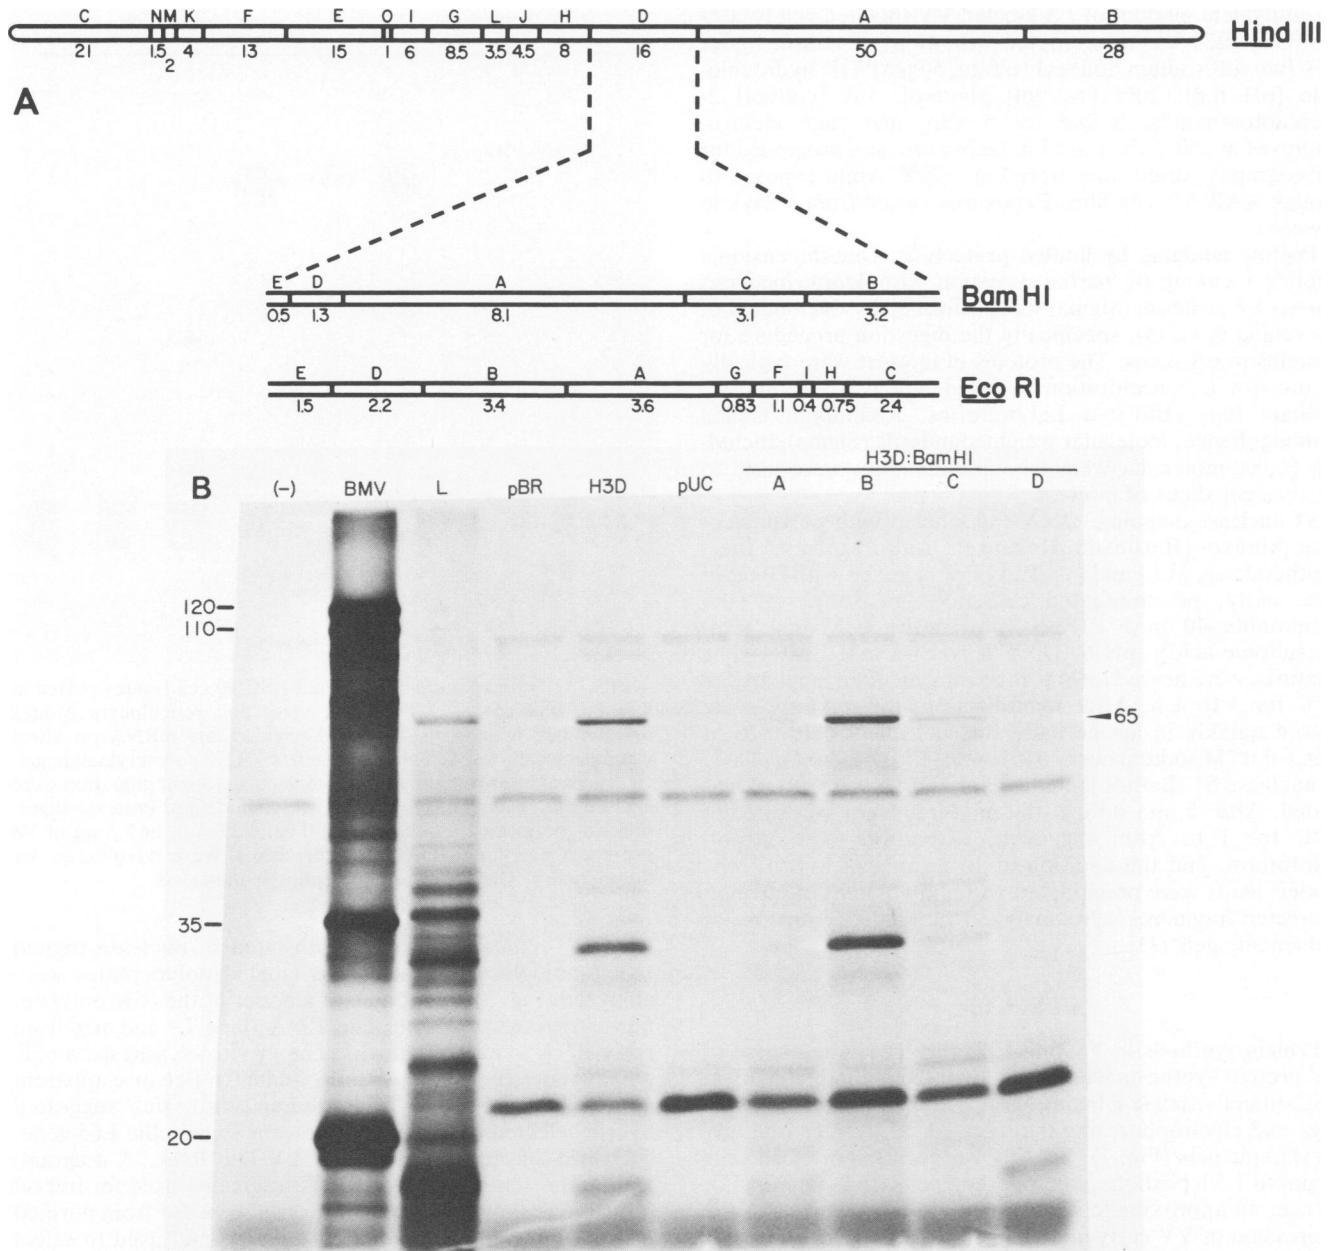 C N M K F E O I G L J H D A B
21 1.5 2 4 13 15 1 6 8.5 3.5 4.5 8 16 50 28
Hind III
A
E D A C B
0.5 1.3 8.1 3.1 3.2
Bam HI
E D B A G F I H C
1.5 2.2 3.4 3.6 0.83 1.1 0.4 0.75 2.4
Eco RI
H3D:BamHI
B (-) BMV L pBR H3D pUC A B C D
120
110
65
35
20